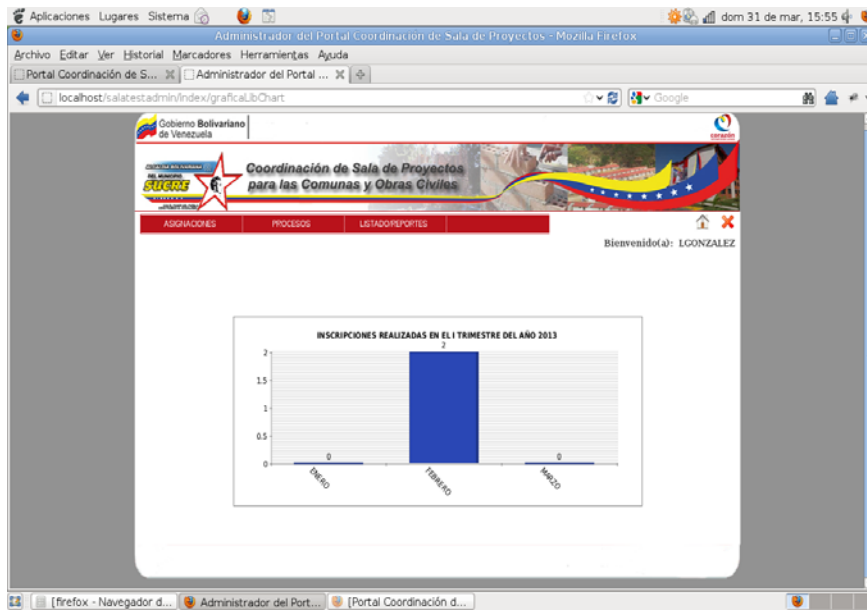 Aplicaciones Lugares Sistema
dom 31 de mar, 15:55
Administrador del Portal Coordinación de Sala de Proyectos - Mozilla Firefox
Archivo Editar Ver Historial Marcadores Herramientas Ayuda
Portal Coordinación de S...
Administrador del Portal ...
localhost/salatestadmin/index/graficaLibChart
Google
Gobierno Bolivariano
de Venezuela
corazón
DEL MUNICIPIO
SUCRE
Coordinación de Sala de Proyectos
para las Comunas y Obras Civiles
ASIGNACIONES PROCESOS LISTADO/REPORTES
Bienvenido(a): LGONZALEZ
INSCRIPCIONES REALIZADAS EN EL I TRIMESTRE DEL AÑO 2013
2
2
1.5
1
0.5
0
0
0
ENERO
FEBRERO
MARZO
[firefox - Navegador d...
Administrador del Port...
[Portal Coordinación d...